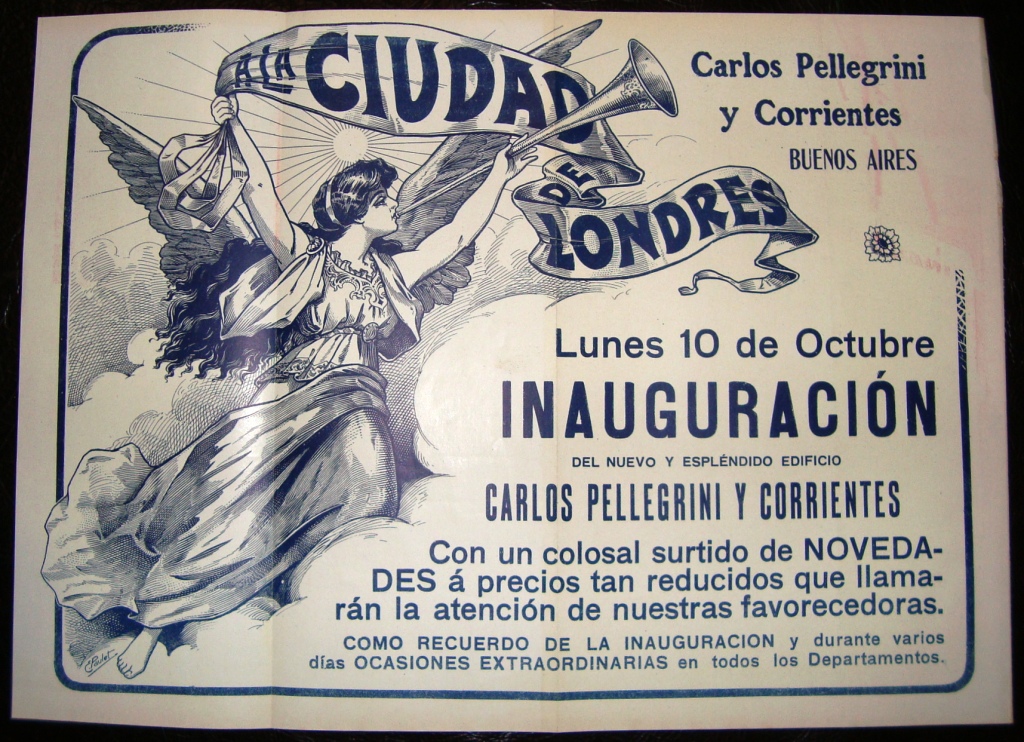 A LA CIUDAD
DE
LONDRES
Carlos Pellegrini
y Corrientes
BUENOS AIRES
Lunes 10 de Octubre
INAUGURACIÓN
DEL NUEVO Y ESPLÉNDIDO EDIFICIO
CARLOS PELLEGRINI Y CORRIENTES
Con un colosal surtido de NOVEDA-
DES á precios tan reducidos que llama-
rán la atención de nuestras favorecedoras.
COMO RECUERDO DE LA INAUGURACION y durante varios
días OCASIONES EXTRAORDINARIAS en todos los Departamentos.